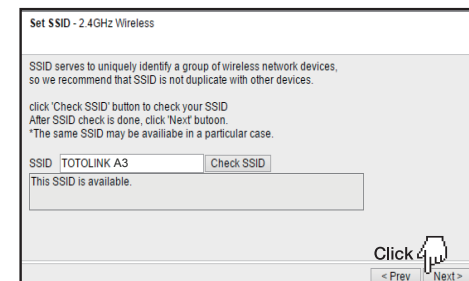 Set SSID - 2.4GHz Wireless
SSID serves to uniquely identify a group of wireless network devices,
so we recommend that SSID is not duplicate with other devices.
click 'Check SSID' button to check your SSID
After SSID check is done, click 'Next' butoon.
*The same SSID may be availiabe in a particular case.
SSID TOTOLINK A3 Check SSID
This SSID is available.
Click
< Prev Next >